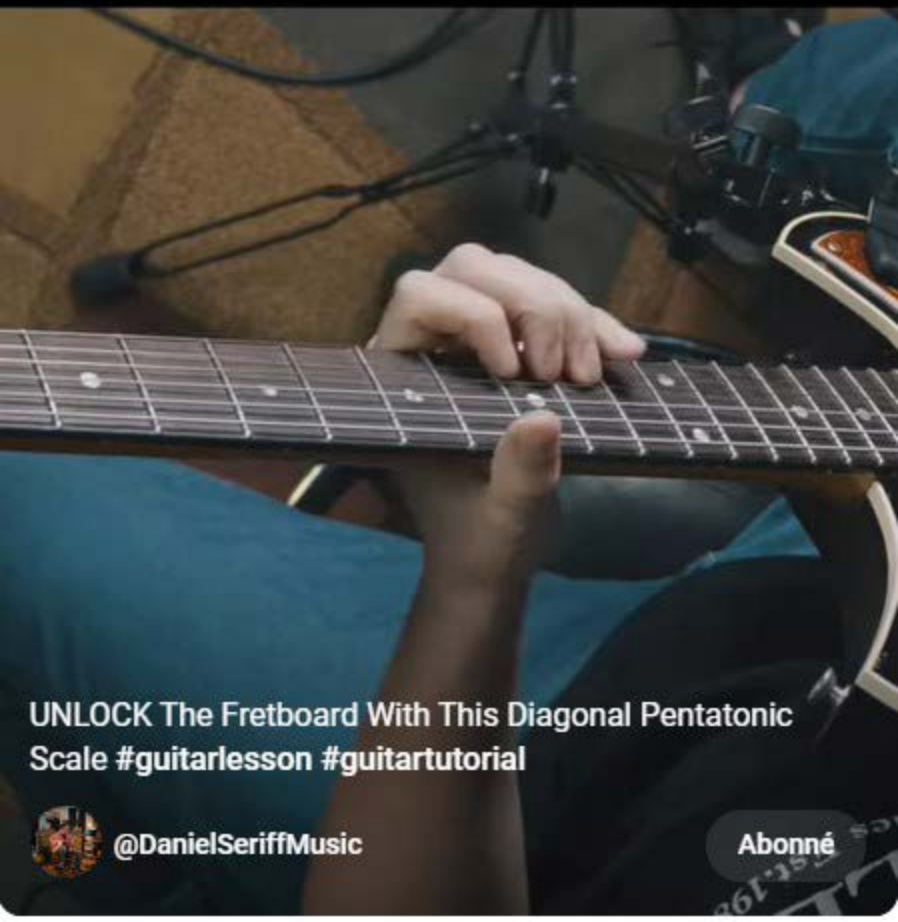 UNLOCK The Fretboard With This Diagonal Pentatonic
Scale #guitarlesson #guitartutorial
@DanielSeriffMusic
Abonné